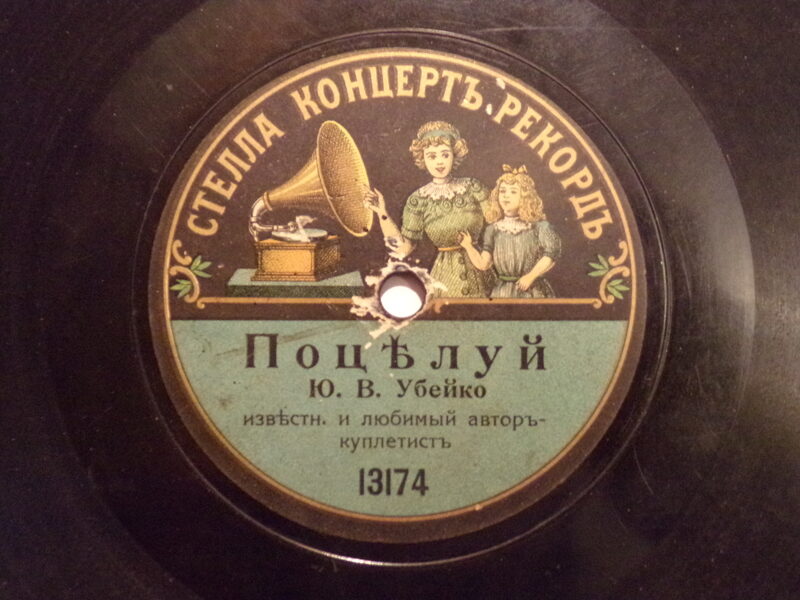 СТЕЛЛА КОНЦЕРТЪ.РЕКОРДЪ
Поцѣлуй
Ю. В. Убейко
извѣстн. и любимый авторъ-
куплетистъ
13174